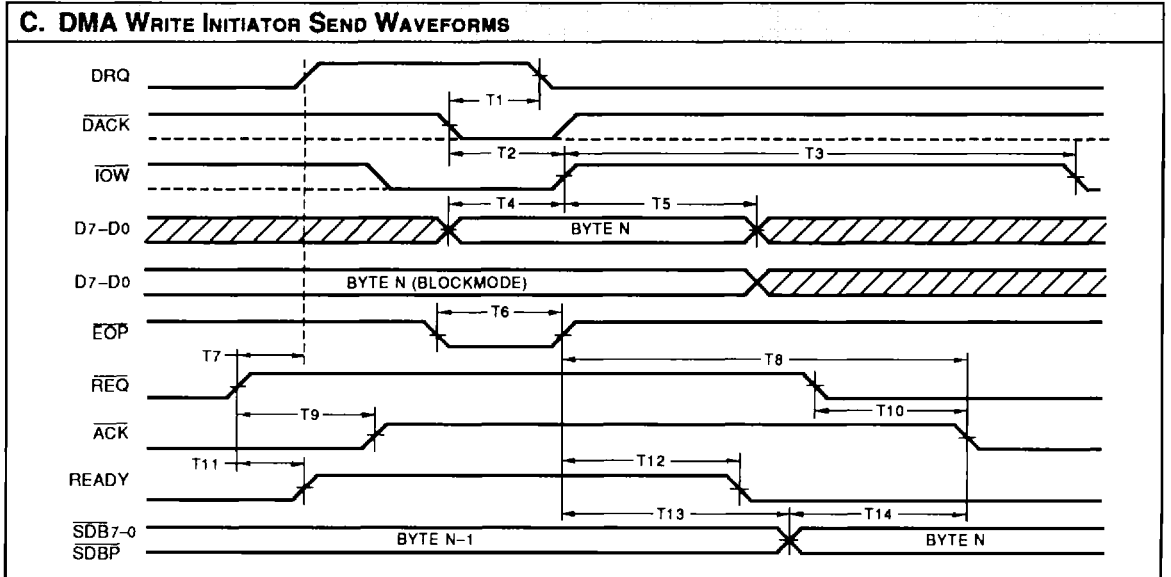 C. DMA WRITE INITIATOR SEND WAVEFORMS
DRQ
T1
DACK
T2
T3
IOW
T4
T5
D7-D0
BYTE N
D7-D0
BYTE N (BLOCKMODE)
T6
EOP
T7
T8
REQ
T9
T10
ACK
T11
T12
READY
T13
T14
SDB7-0
SDBP
BYTE N-1
BYTE N